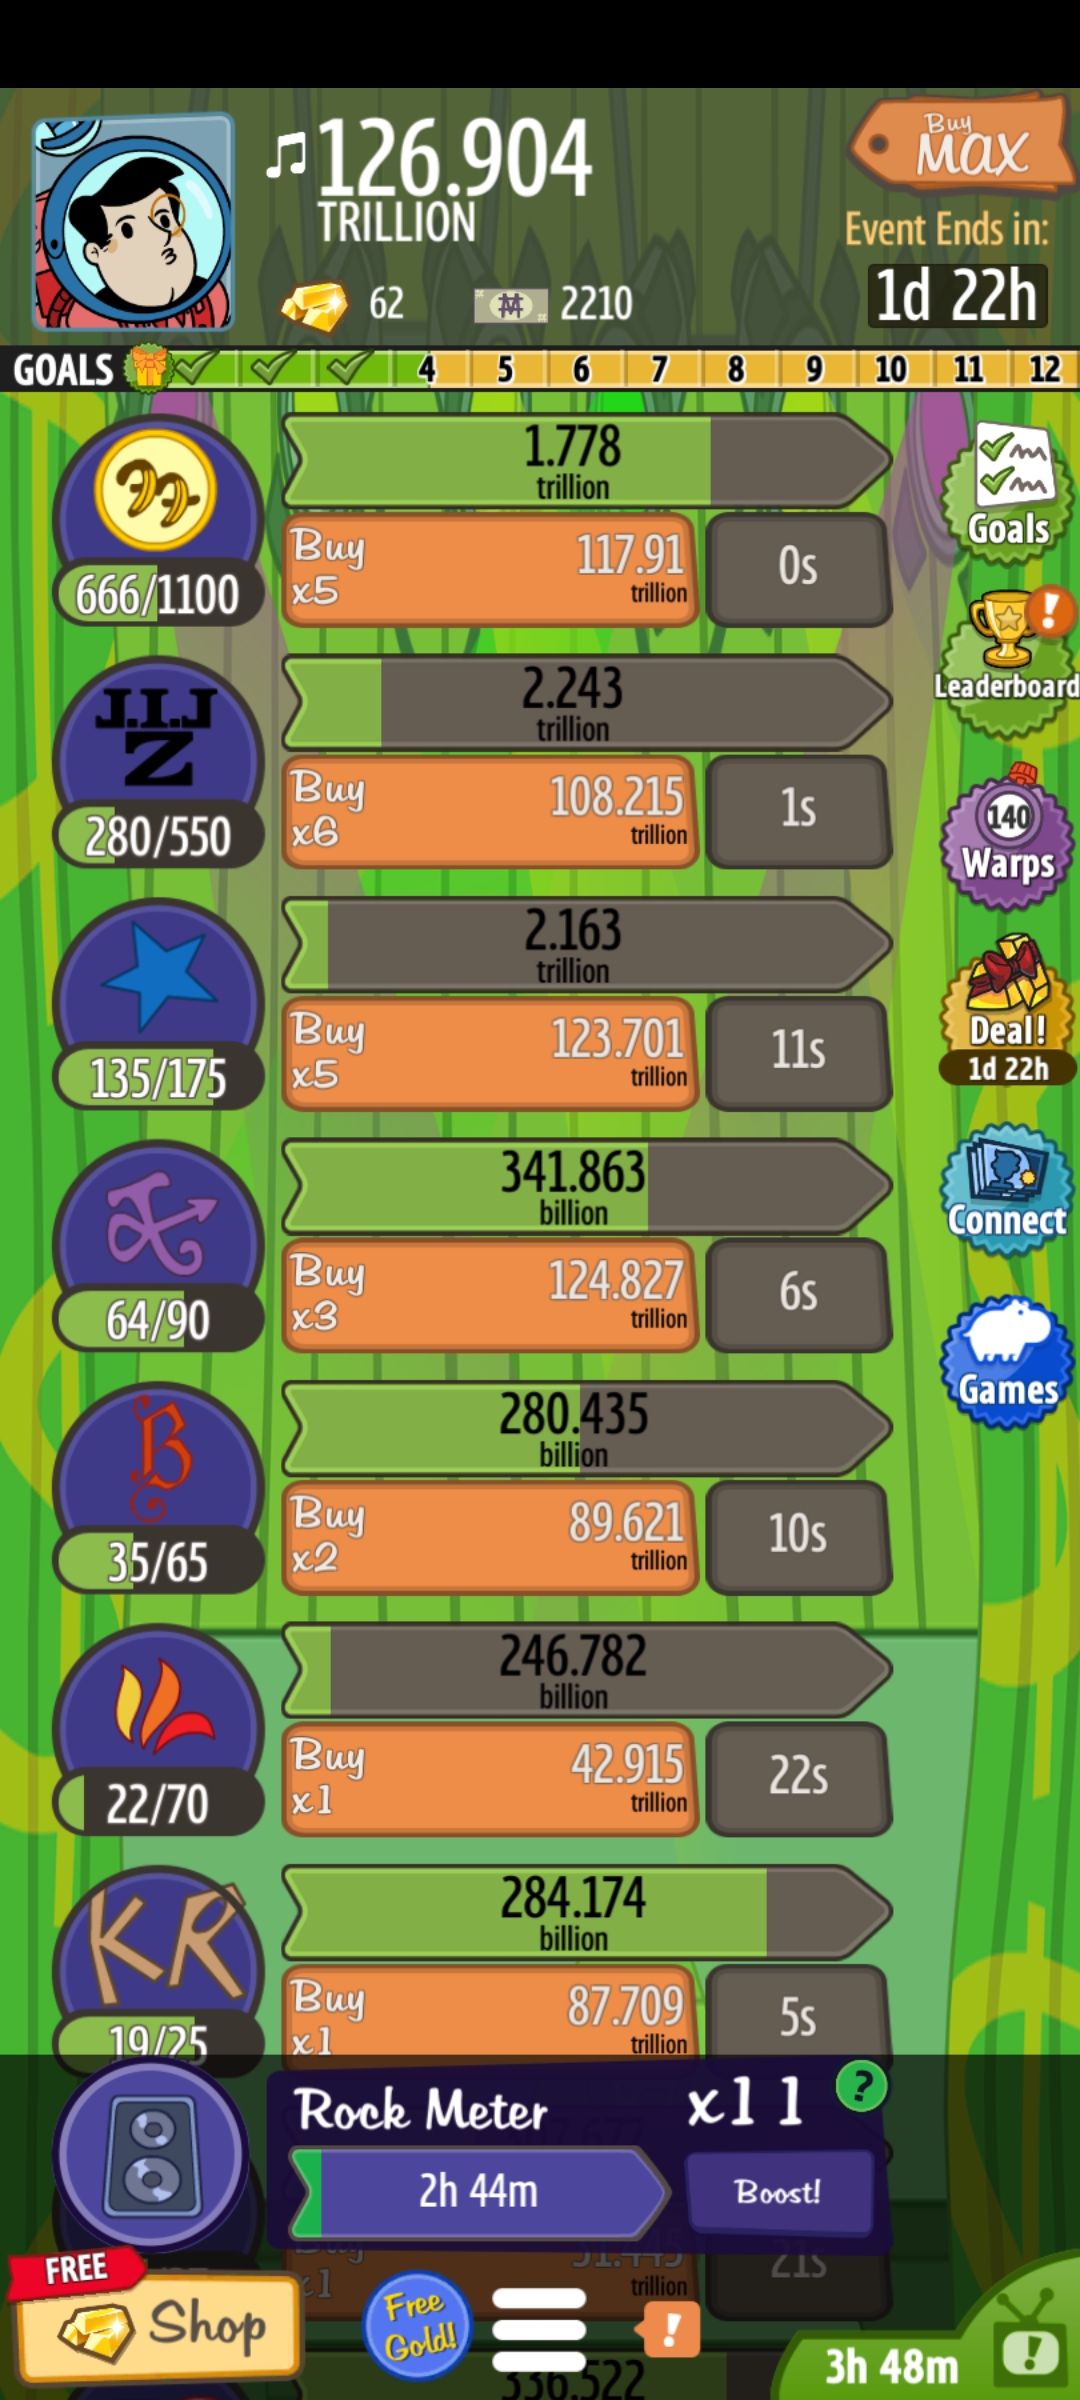 126.904
TRILLION
62
2210
Buy
MAX
Event Ends in:
1d 22h
GOALS
4 5 6 7 8 9 10 11 12
1.778
trillion
Buy
x5
117.91
trillion
0s
666/1100
Goals
J.I.J
Z
2.243
trillion
Buy
x6
108.215
trillion
1s
280/550
Leaderboard
140
Warps
2.163
trillion
Buy
x5
123.701
trillion
11s
135/175
Deal!
1d 22h
341.863
billion
Buy
x3
124.827
trillion
6s
64/90
Connect
B
280.435
billion
Buy
x2
89.621
trillion
10s
35/65
Games
246.782
billion
Buy
x1
42.915
trillion
22s
22/70
KR
284.174
billion
Buy
x1
87.709
trillion
5s
19/25
Rock Meter
x11
?
2h 44m
Boost!
Buy
x1
51.445
trillion
21s
FREE
Shop
Free
Gold!
!
336.522
3h 48m
!